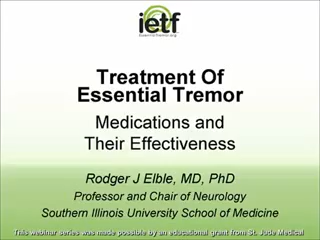 ietf
Treatment Of
Essential Tremor
Medications and
Their Effectiveness
Rodger J Elble, MD, PhD
Professor and Chair of Neurology
Southern Illinois University School of Medicine
This webinar series was made possible by an educational grant from St. Jude Medical